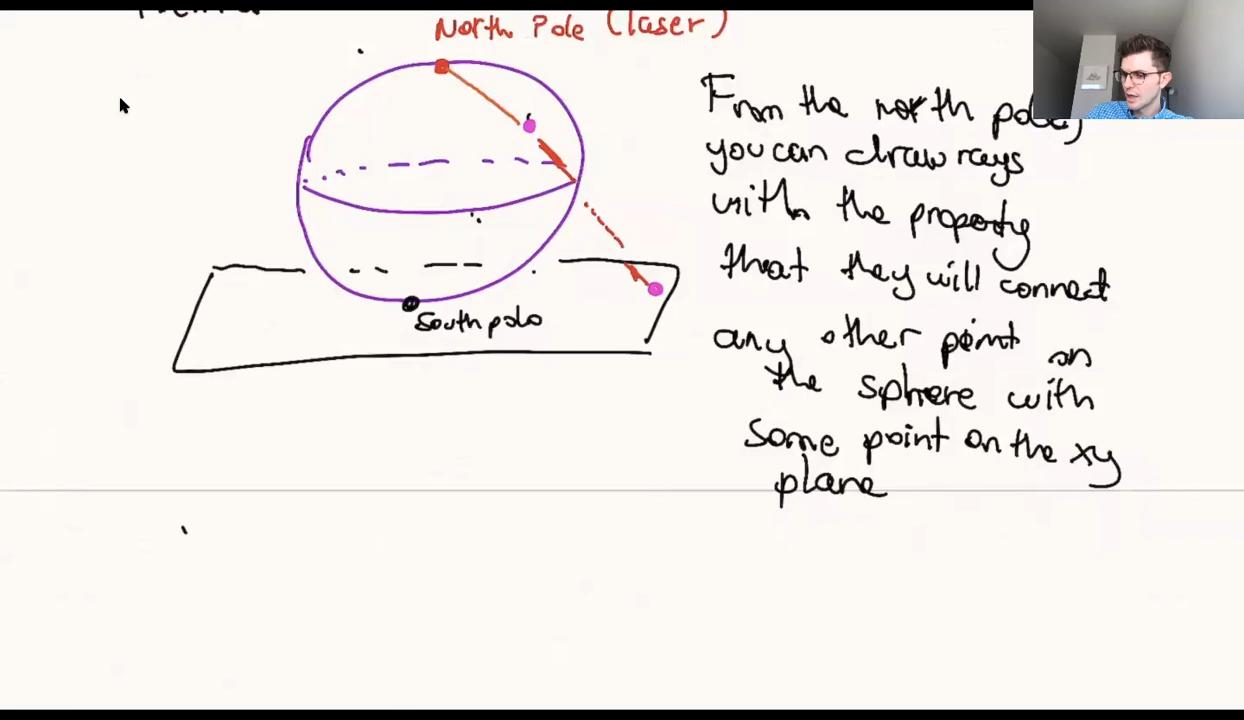 North Pole (laser)
From the north pole,
you can draw rays
with the property
that they will connect
any other point on
the sphere with
some point on the xy
plane
South pole